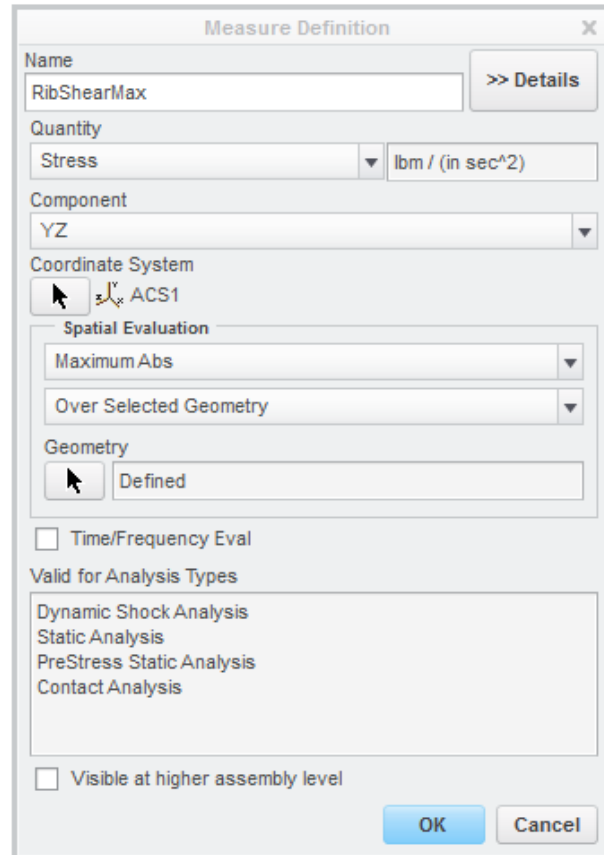 Measure Definition
Name
>> Details
RibShearMax
Quantity
Stress
lbm / (in sec^2)
Component
YZ
Coordinate System
ACS1
Spatial Evaluation
Maximum Abs
Over Selected Geometry
Geometry
Defined
Time/Frequency Eval
Valid for Analysis Types
Dynamic Shock Analysis
Static Analysis
PreStress Static Analysis
Contact Analysis
Visible at higher assembly level
OK
Cancel